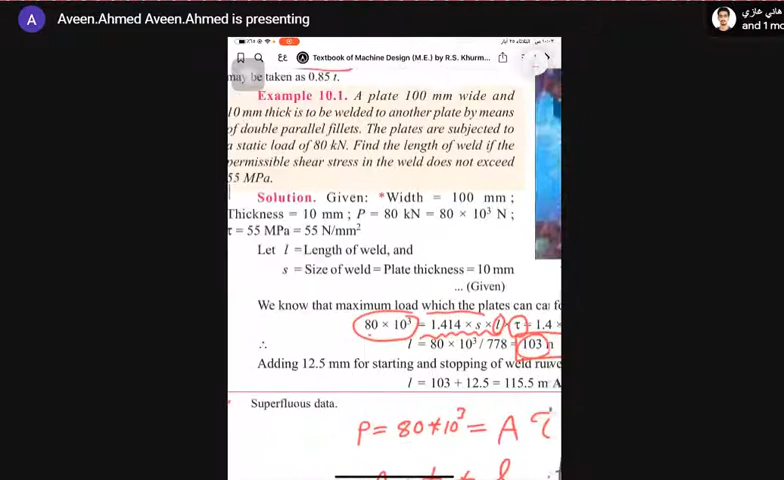 A Aveen.Ahmed Aveen.Ahmed is presenting
هاني غازي
and 1 mo
Textbook of Machine Design (M.E.) by R.S. Khurm...
may be taken as 0.85 t.
Example 10.1. A plate 100 mm wide and
10 mm thick is to be welded to another plate by means
of double parallel fillets. The plates are subjected to
a static load of 80 kN. Find the length of weld if the
permissible shear stress in the weld does not exceed
55 MPa.
Solution. Given: *Width = 100 mm ;
Thickness = 10 mm ; P = 80 kN = 80 × 10³ N ;
τ = 55 MPa = 55 N/mm²
Let l = Length of weld, and
s = Size of weld = Plate thickness = 10 mm
... (Given)
We know that maximum load which the plates can
80 × 10³ = 1.414 × s × l τ = 1.4 ×
∴ l = 80 × 10³ / 778 = 103
Adding 12.5 mm for starting and stopping of weld
l = 103 + 12.5 = 115.5 m
* Superfluous data.
P = 80 * 10³ = A τ